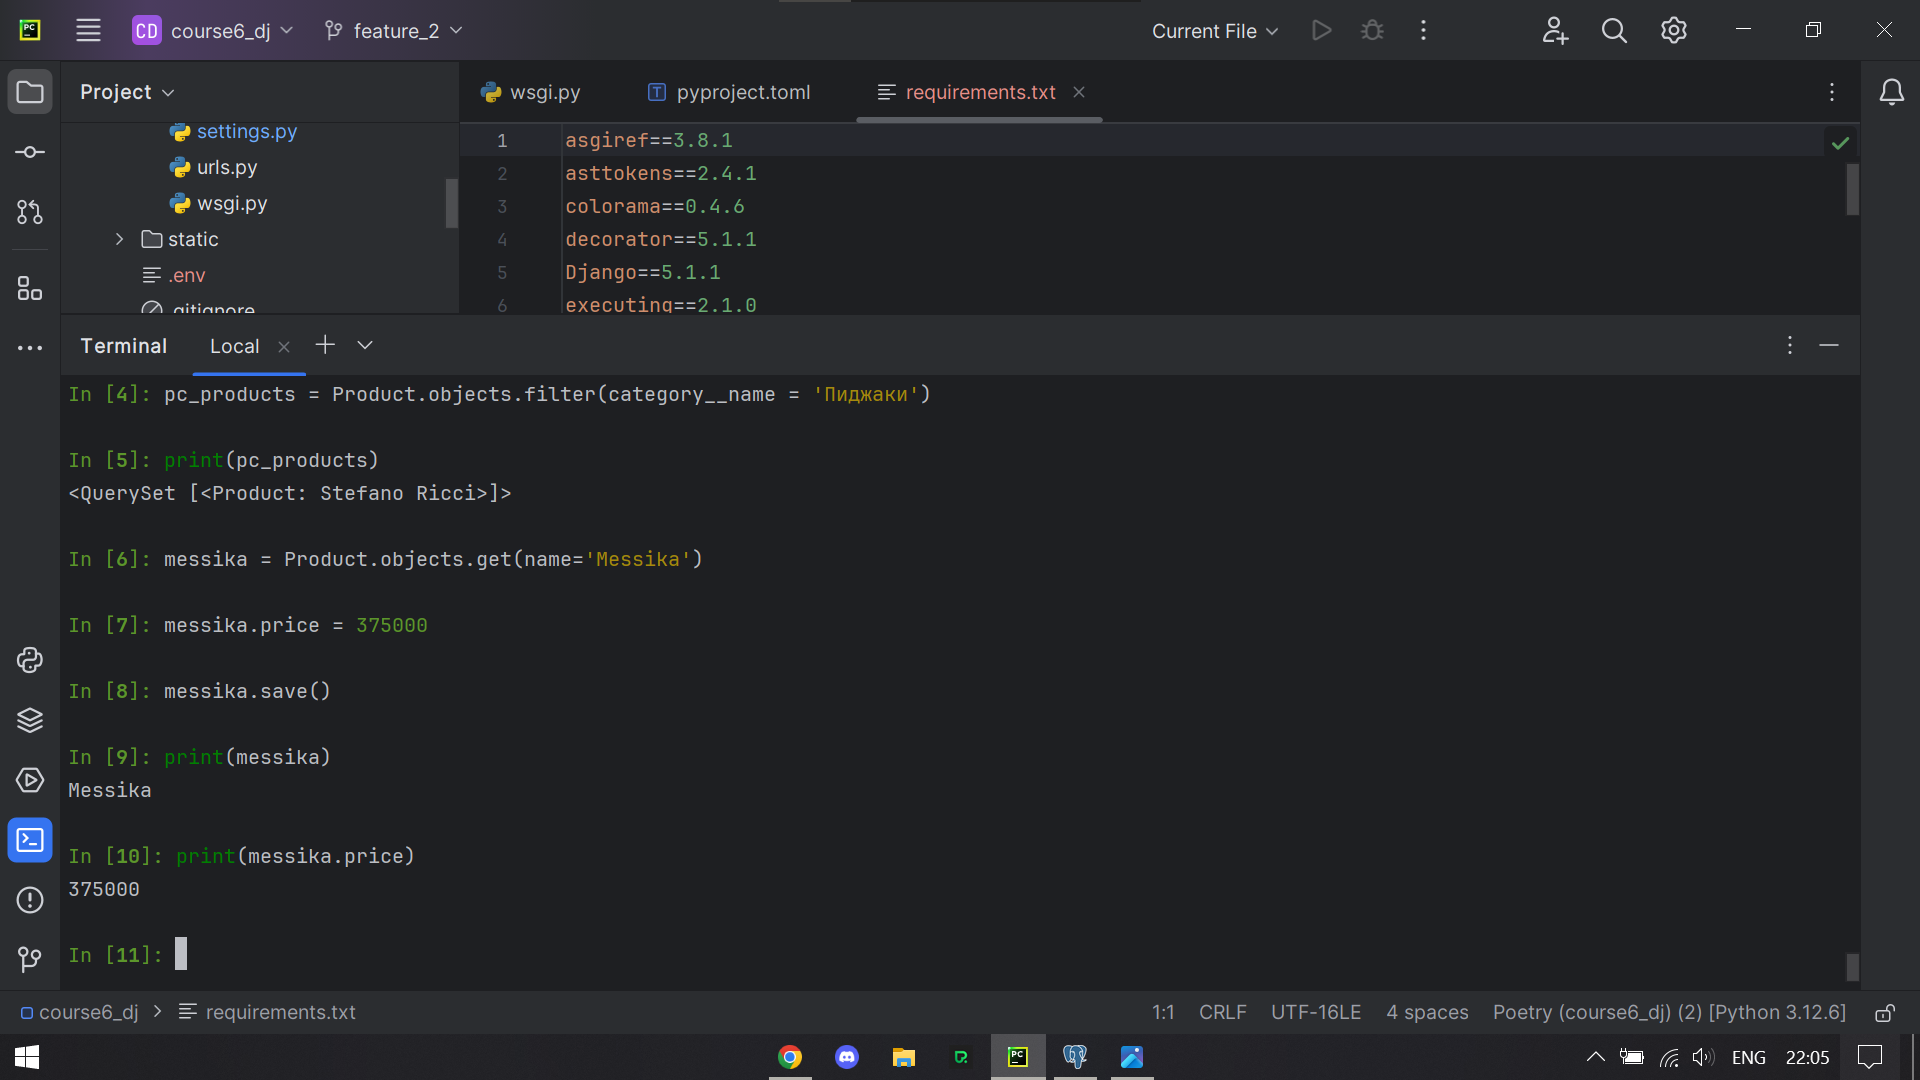 CD course6_dj feature_2 Current File
Project
wsgi.py pyproject.toml requirements.txt
settings.py
urls.py
wsgi.py
static
.env
.gitignore
1 asgiref==3.8.1
2 asttokens==2.4.1
3 colorama==0.4.6
4 decorator==5.1.1
5 Django==5.1.1
6 executing==2.1.0
Terminal Local
In [4]: pc_products = Product.objects.filter(category__name = 'Пиджаки')
In [5]: print(pc_products)
<QuerySet [<Product: Stefano Ricci>]>
In [6]: messika = Product.objects.get(name='Messika')
In [7]: messika.price = 375000
In [8]: messika.save()
In [9]: print(messika)
Messika
In [10]: print(messika.price)
375000
In [11]:
course6_dj > requirements.txt 1:1 CRLF UTF-16LE 4 spaces Poetry (course6_dj) (2) [Python 3.12.6]
ENG 22:05